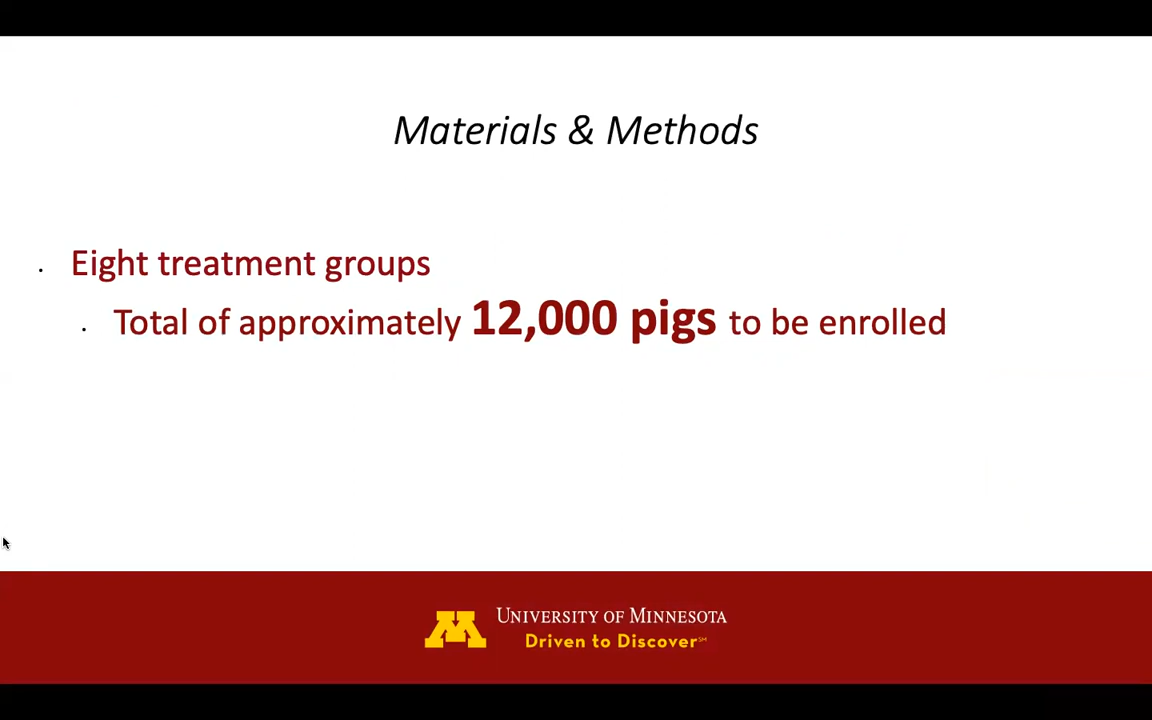 Materials & Methods
Eight treatment groups
Total of approximately 12,000 pigs to be enrolled
M
UNIVERSITY OF MINNESOTA
Driven to Discover℠